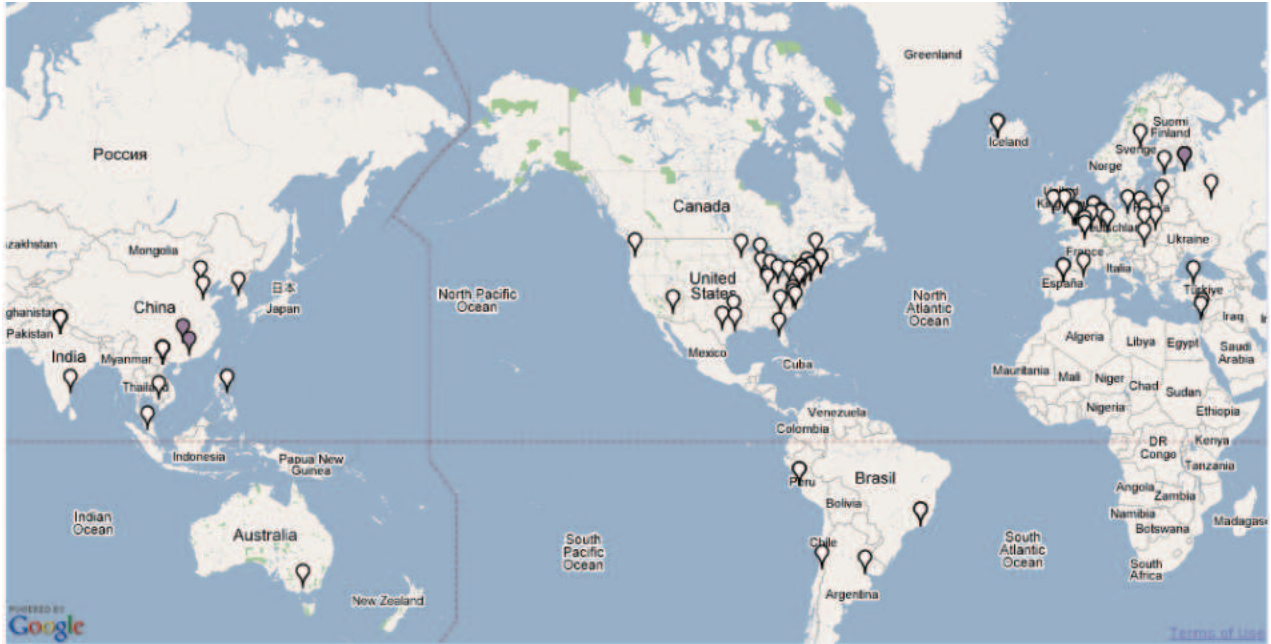 Greenland
Iceland
Suomi
Finland
Sverige
Norge
Россия
United
Kingdom
Canada
Deutschland
Ukraine
France
Italia
España
Türkiye
Mongolia
China
日本
Japan
Pakistan
India
Myanmar
Thailand
North Pacific
Ocean
United
States
Mexico
Cuba
North
Atlantic
Ocean
Iraq
Algeria
Libya
Egypt
Saudi
Arabia
Mauritania
Mali
Niger
Chad
Sudan
Nigeria
Ethiopia
Venezuela
Colombia
DR
Congo
Kenya
Tanzania
Indonesia
Papua New
Guinea
Peru
Brasil
Bolivia
Angola
Zambia
Namibia
Botswana
Indian
Ocean
Australia
South
Pacific
Ocean
Chile
South
Atlantic
Ocean
South
Africa
Argentina
New Zealand
POWERED BY
Google
Terms of Use